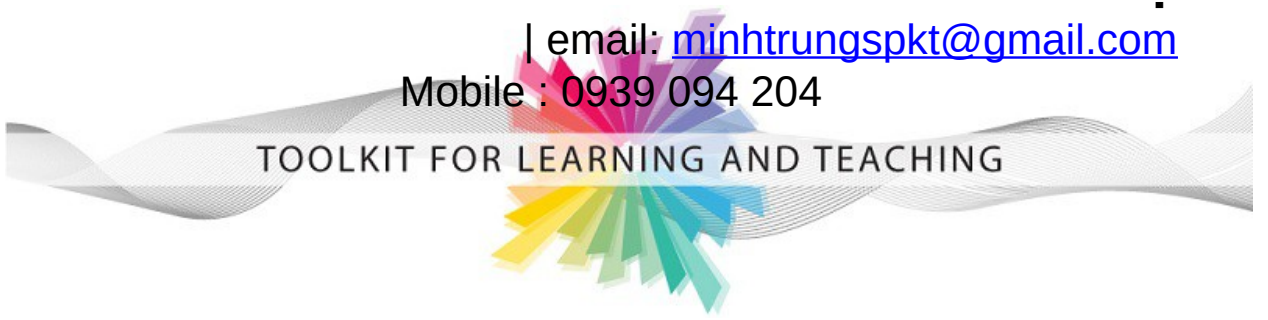 | email: minhtrungspkt@gmail.com
Mobile : 0939 094 204
TOOLKIT FOR LEARNING AND TEACHING